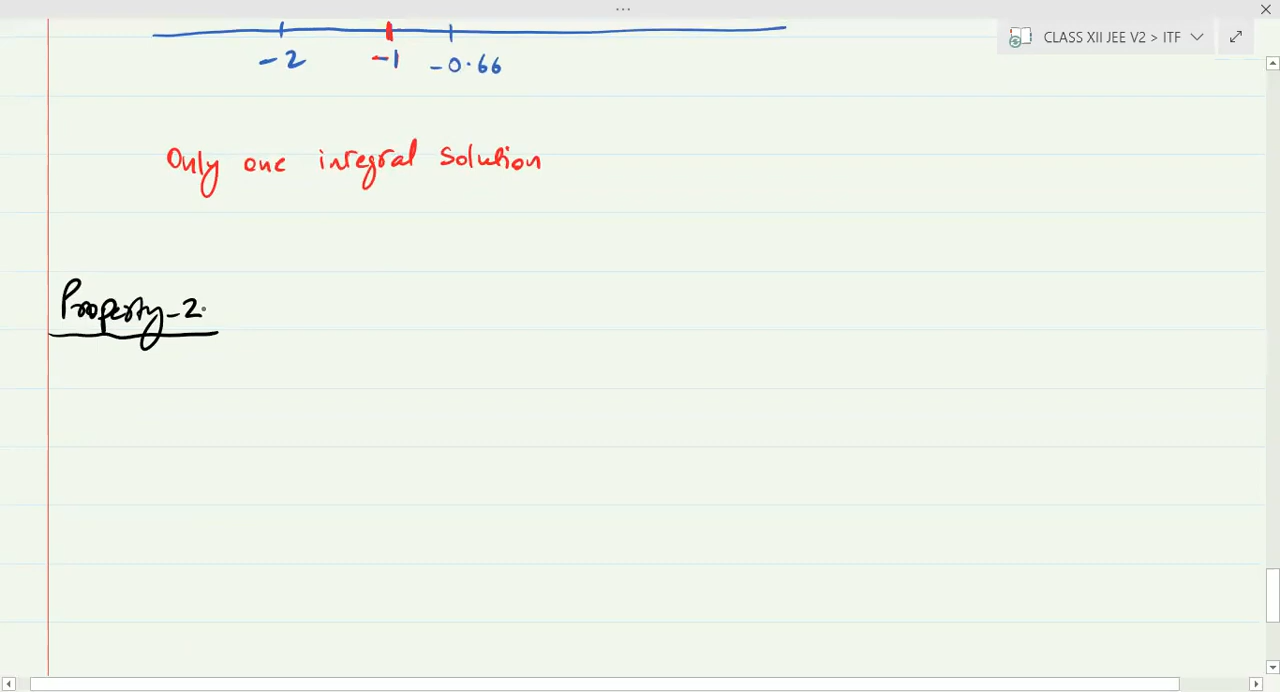 ...
CLASS XII JEE V2 > ITF
-2 -1 -0.66
Only one integral solution
Property-2.